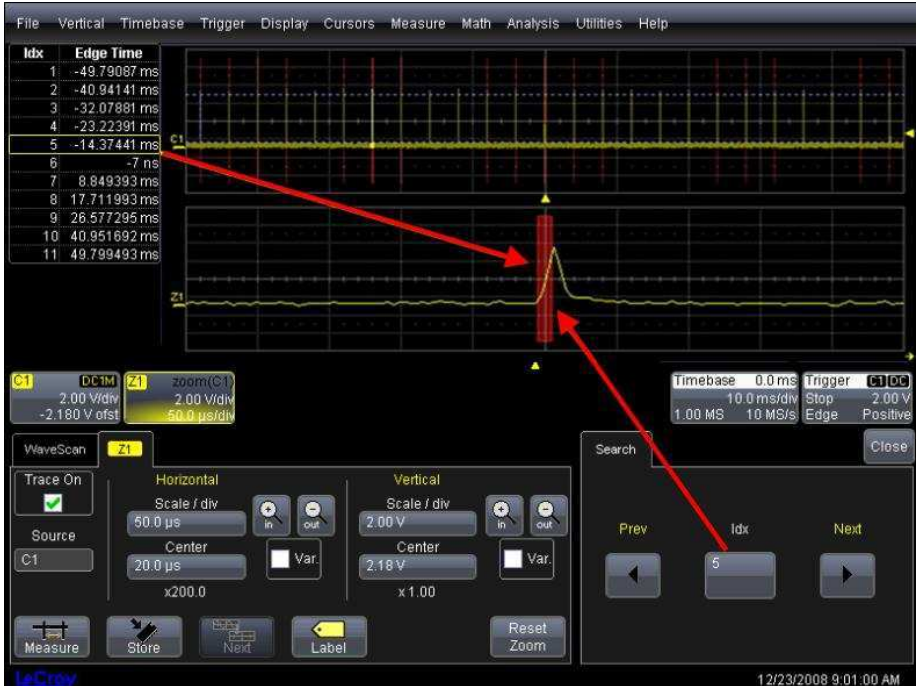 File Vertical Timebase Trigger Display Cursors Measure Math Analysis Utilities Help
Idx Edge Time
1 -49.79087 ms
2 -40.94141 ms
3 -32.07881 ms
4 -23.22391 ms
5 -14.37441 ms
6 -7 ns
7 8.849393 ms
8 17.711993 ms
9 26.577295 ms
10 40.951692 ms
11 49.799493 ms
C1
Z1
C1 DC1M
2.00 V/div
-2.180 V ofst
Z1 zoom(C1)
2.00 V/div
50.0 µs/div
Timebase 0.0 ms
10.0 ms/div
1.00 MS 10 MS/s
Trigger C1 DC
Stop 2.00 V
Edge Positive
WaveScan Z1
Trace On
Source
C1
Horizontal
Scale / div
50.0 µs
in out
Center
20.0 µs
Var.
x200.0
Vertical
Scale / div
2.00 V
in out
Center
2.18 V
Var.
x 1.00
Measure Store Next Label Reset Zoom
Search Close
Prev Idx Next
5
LeCroy 12/23/2008 9:01:00 AM